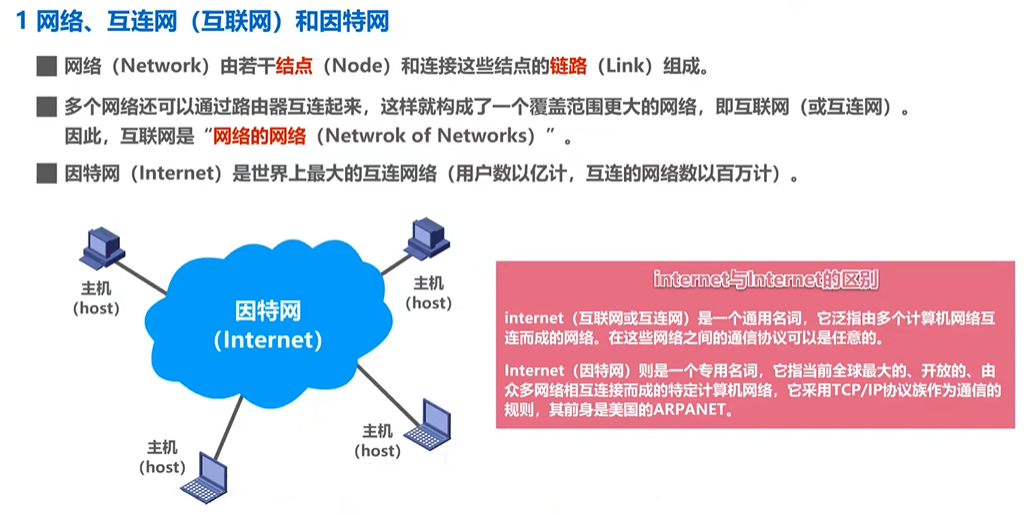 1 网络、互连网（互联网）和因特网
网络（Network）由若干结点（Node）和连接这些结点的链路（Link）组成。
多个网络还可以通过路由器互连起来，这样就构成了一个覆盖范围更大的网络，即互联网（或互连网）。
因此，互联网是“网络的网络（Netwrok of Networks）”。
因特网（Internet）是世界上最大的互连网络（用户数以亿计，互连的网络数以百万计）。
主机
（host）
主机
（host）
因特网
（Internet）
主机
（host）
主机
（host）
internet与Internet的区别
internet（互联网或互连网）是一个通用名词，它泛指由多个计算机网络互
连而成的网络。在这些网络之间的通信协议可以是任意的。
Internet（因特网）则是一个专用名词，它指当前全球最大的、开放的、由
众多网络相互连接而成的特定计算机网络，它采用TCP/IP协议族作为通信的
规则，其前身是美国的ARPANET。